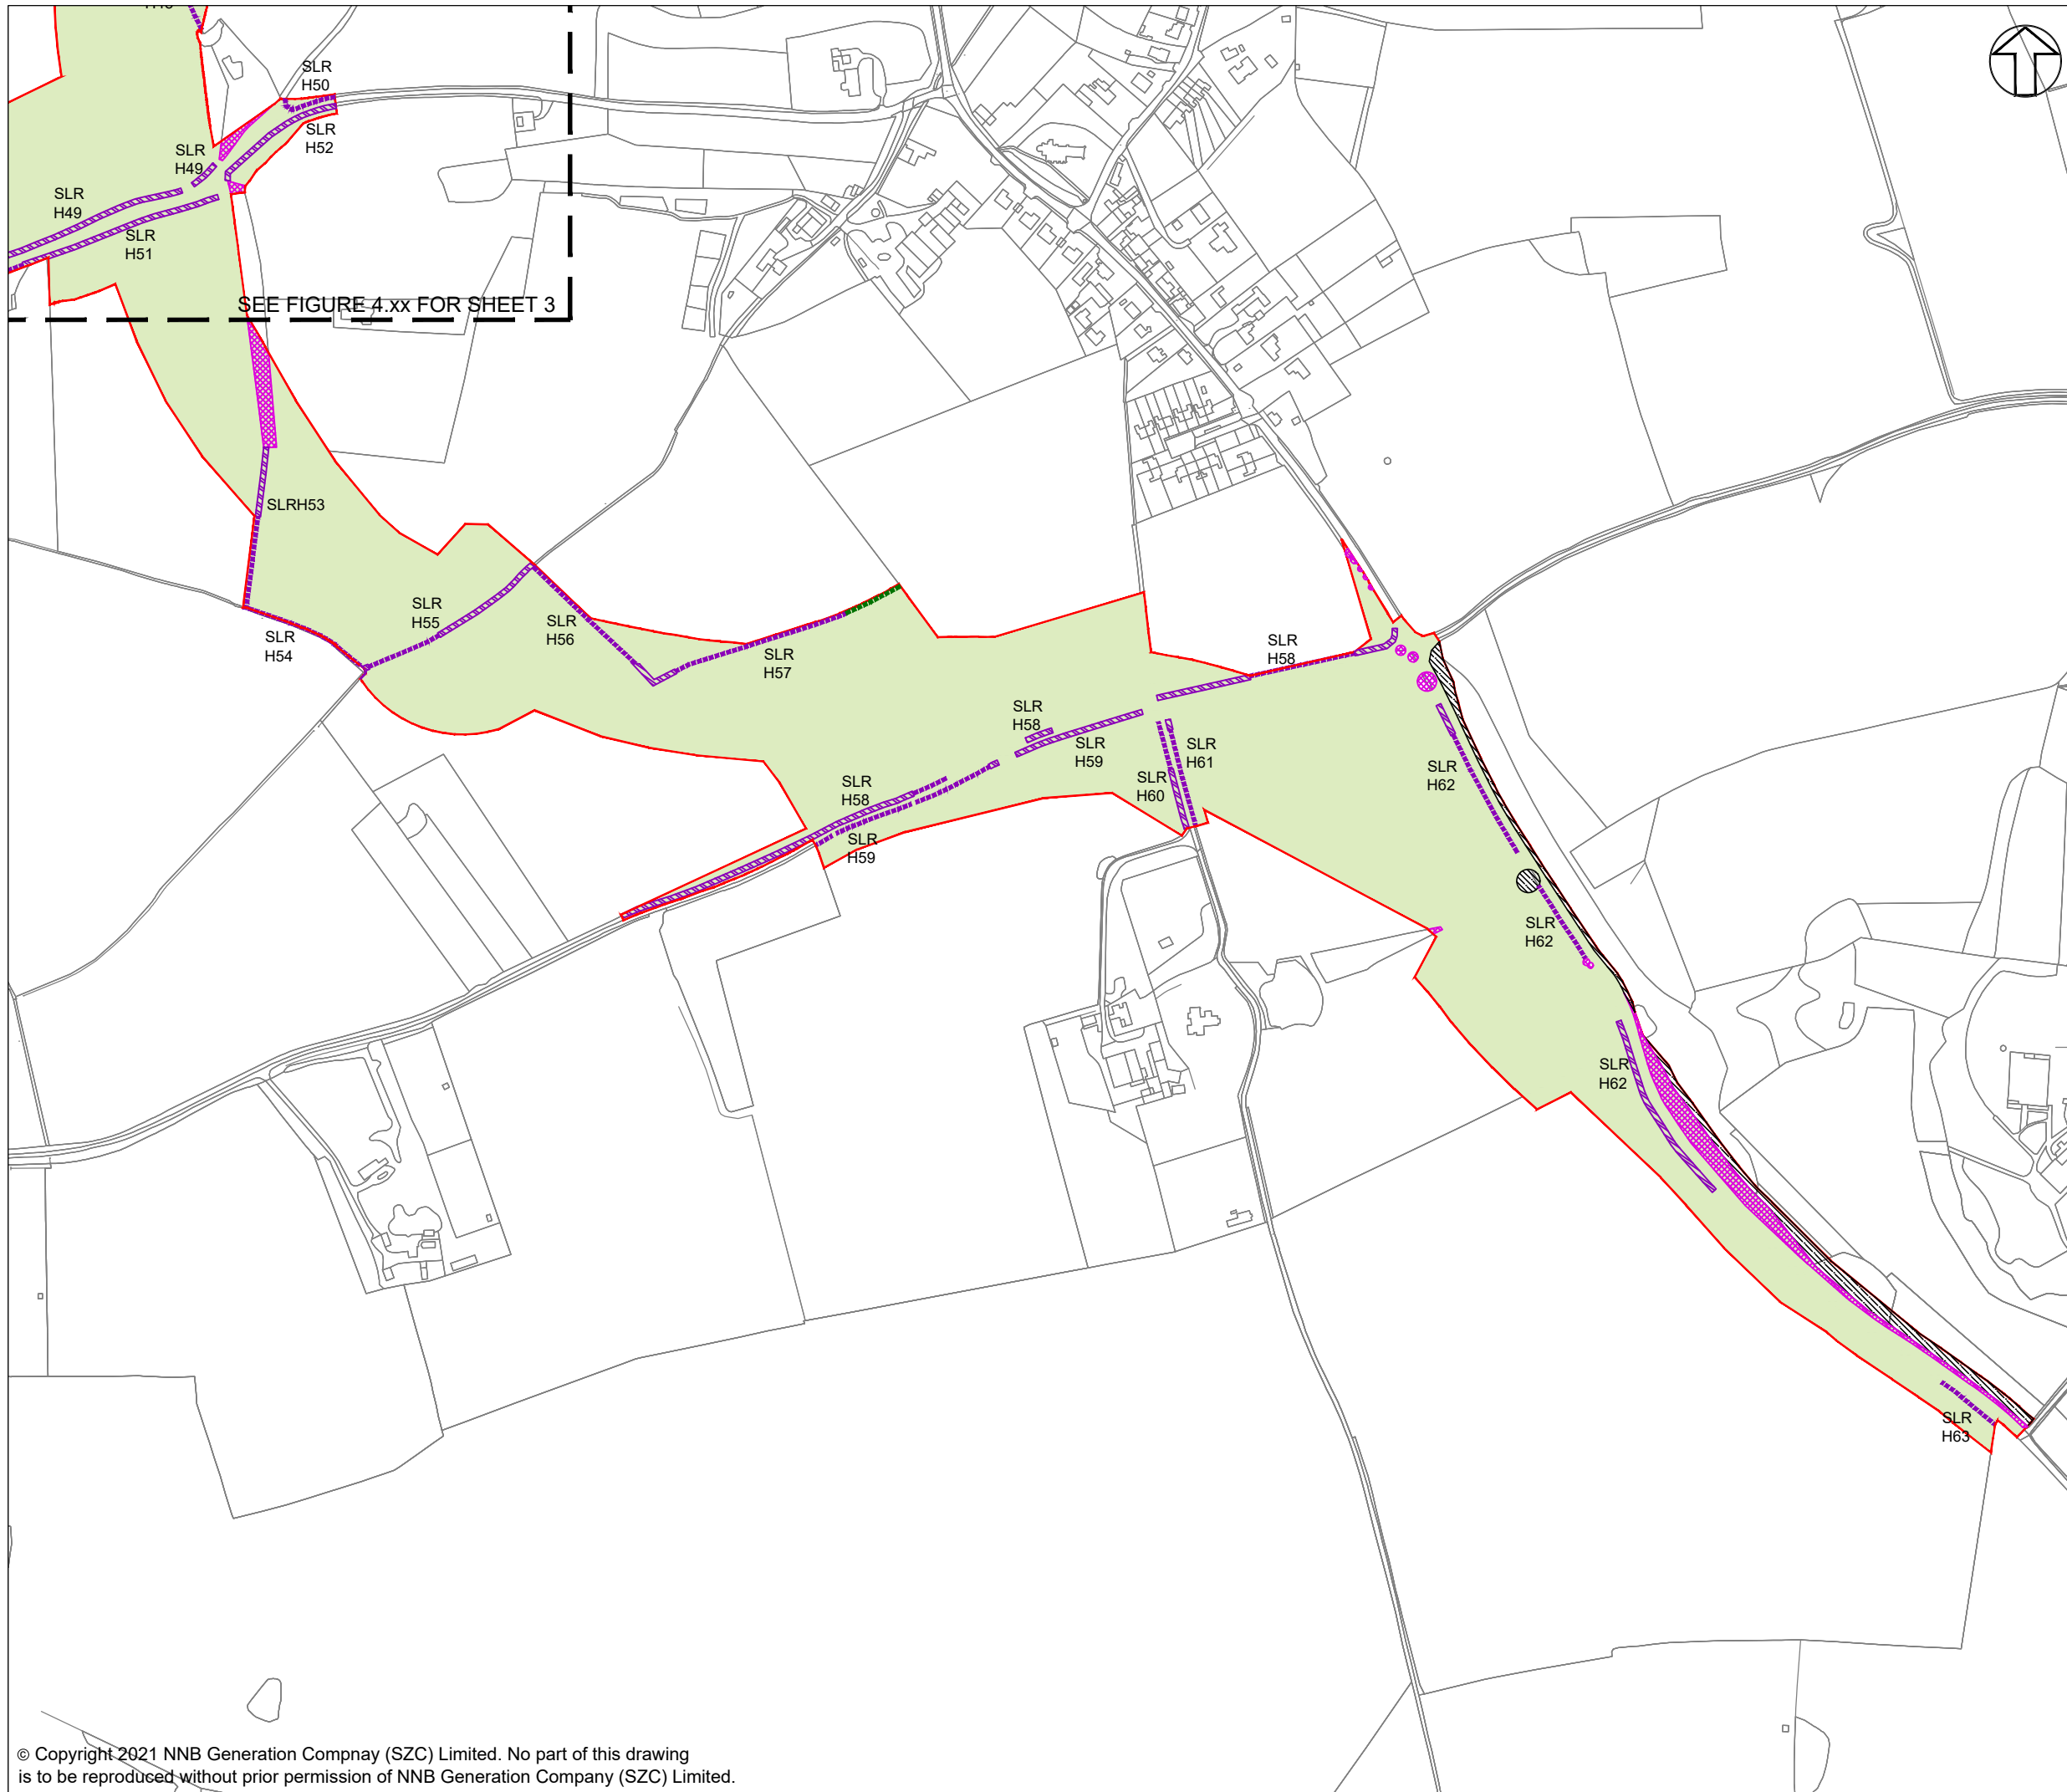 SLR
H50
SLR
H52
SLR
H49
SLR
H49
SLR
H51
SEE FIGURE 4.xx FOR SHEET 3
SLRH53
SLR
H54
SLR
H55
SLR
H56
SLR
H57
SLR
H58
SLR
H58
SLR
H59
SLR
H61
SLR
H60
SLR
H62
SLR
H58
SLR
H59
SLR
H62
SLR
H62
SLR
H63
© Copyright 2021 NNB Generation Compnay (SZC) Limited. No part of this drawing
is to be reproduced without prior permission of NNB Generation Company (SZC) Limited.